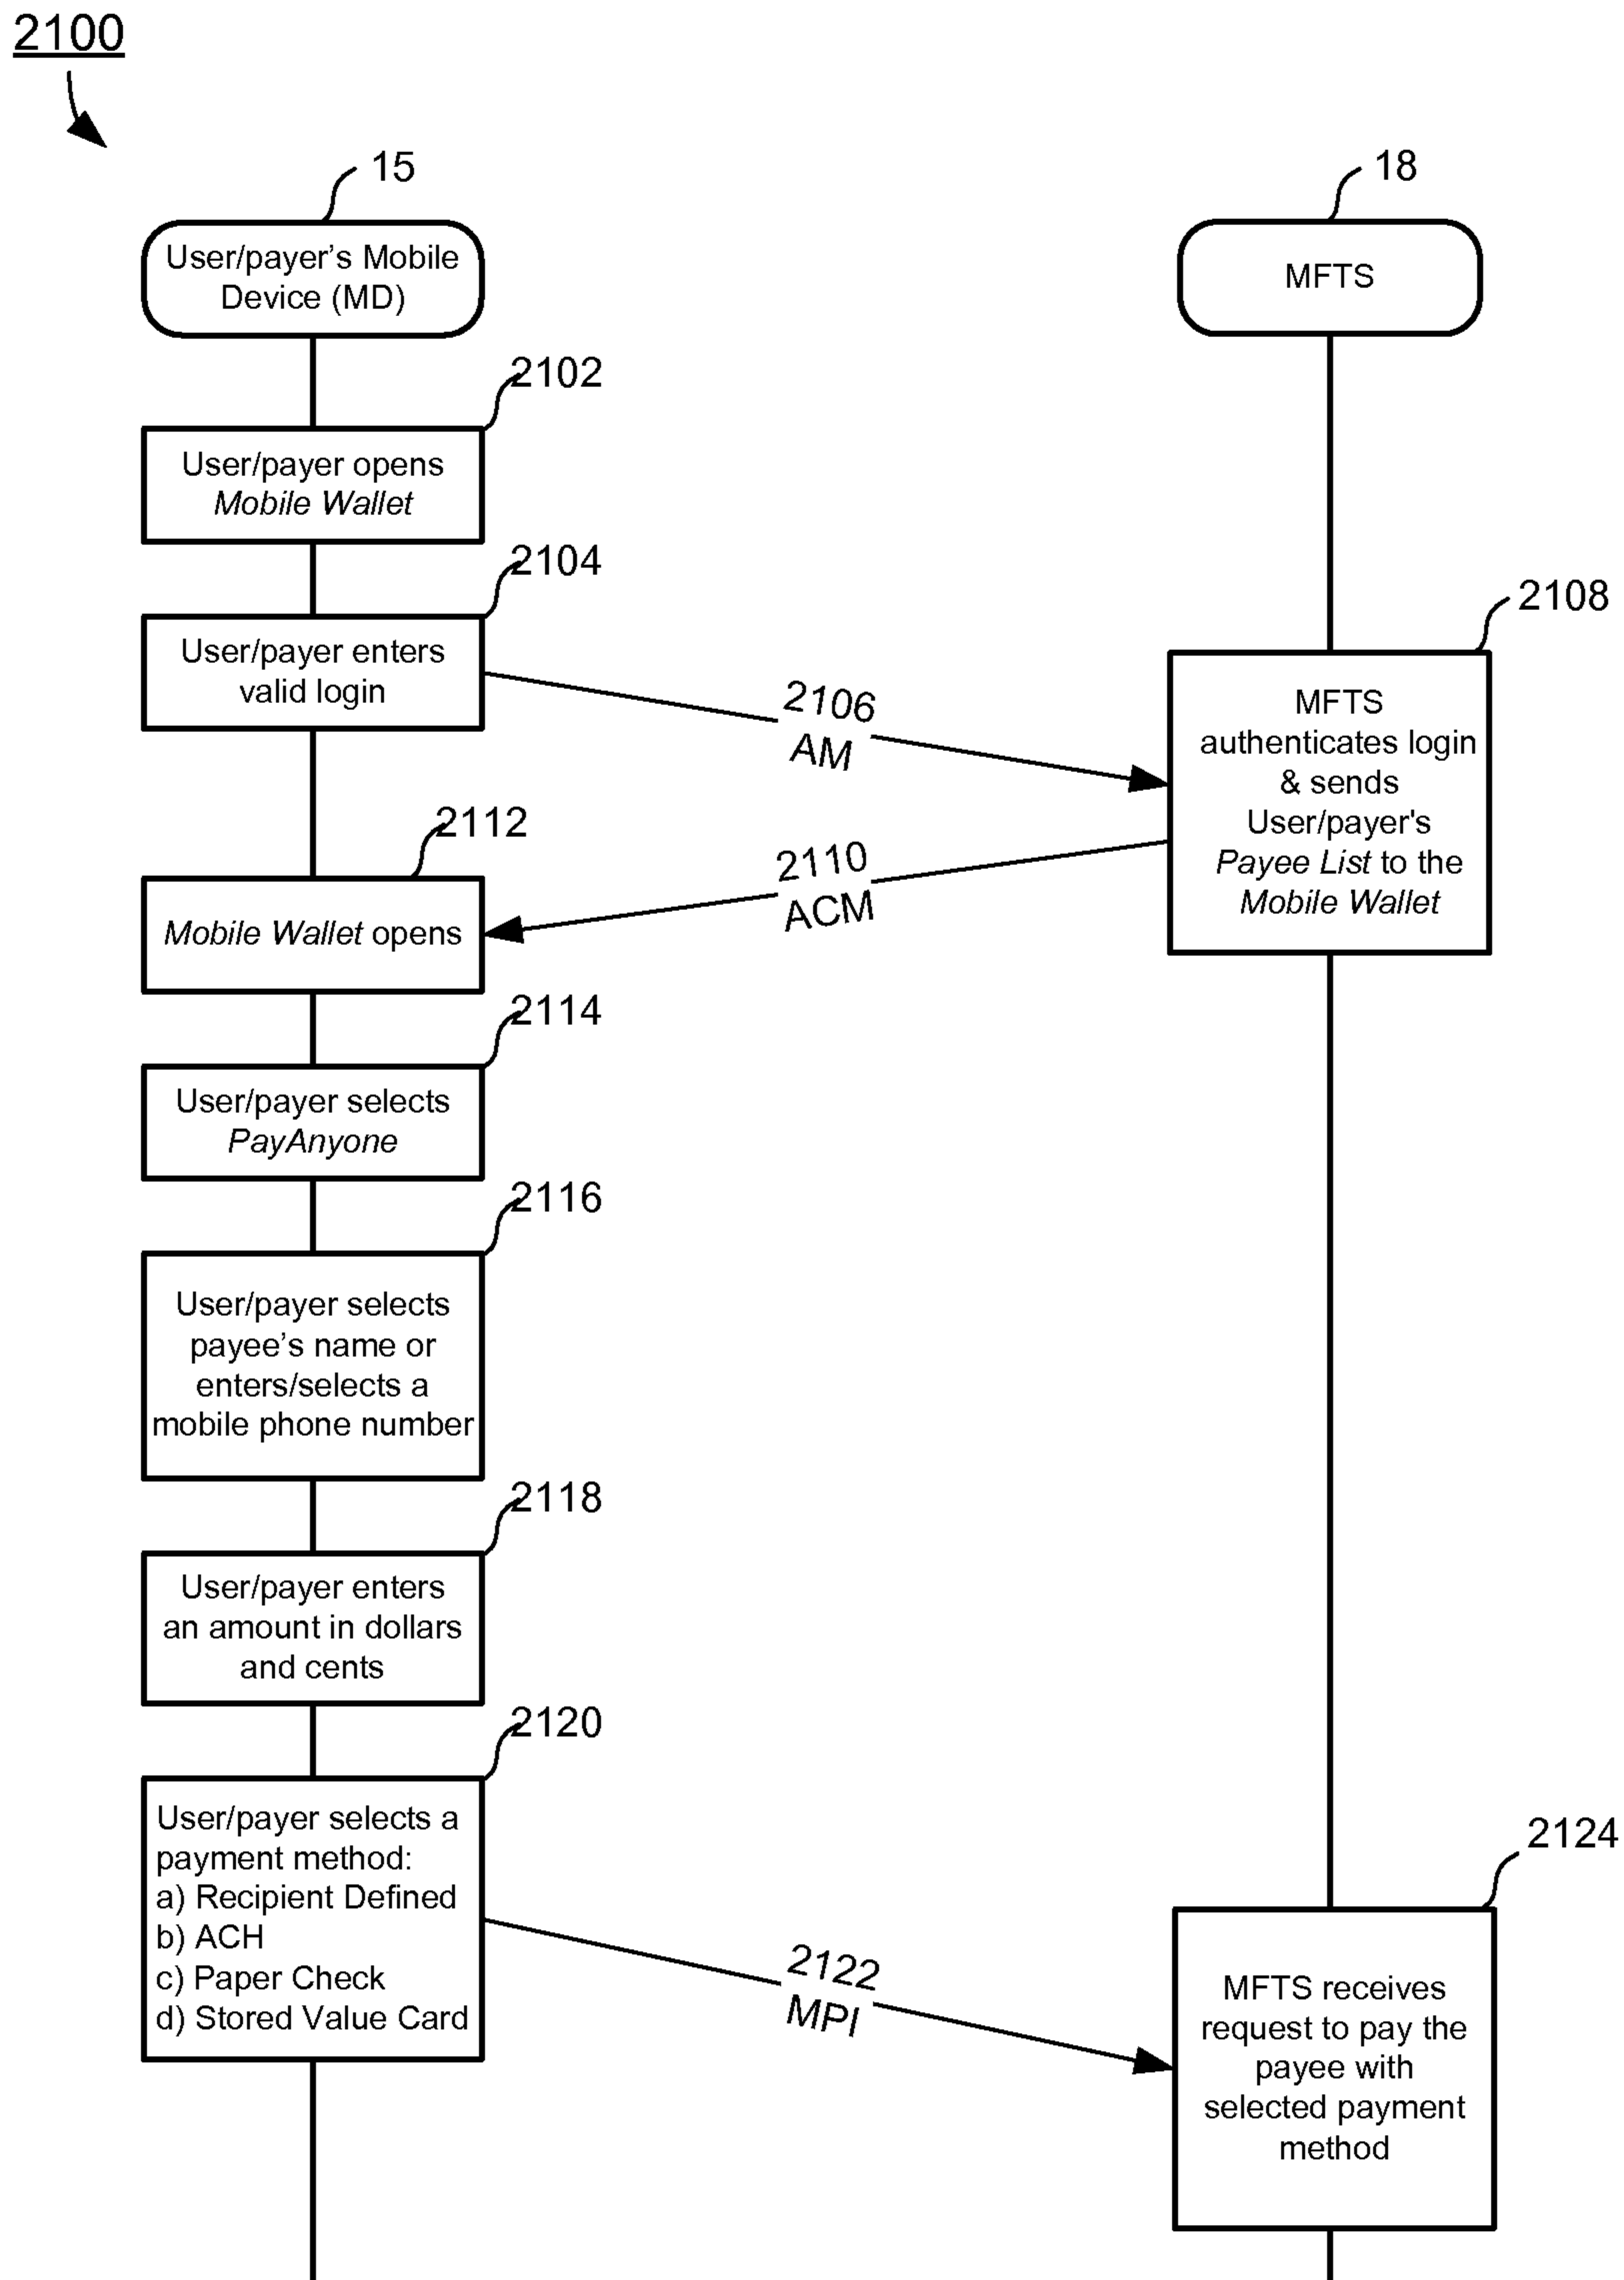 2100
15
18
User/payer's Mobile
Device (MD)
MFTS
2102
User/payer opens
Mobile Wallet
2104
User/payer enters
valid login
2106
AM
2108
MFTS
authenticates login
& sends
User/payer's
Payee List to the
Mobile Wallet
2110
ACM
2112
Mobile Wallet opens
2114
User/payer selects
PayAnyone
2116
User/payer selects
payee’s name or
enters/selects a
mobile phone number
2118
User/payer enters
an amount in dollars
and cents
2120
User/payer selects a
payment method:
a) Recipient Defined
b) ACH
c) Paper Check
d) Stored Value Card
2122
MPI
2124
MFTS receives
request to pay the
payee with
selected payment
method